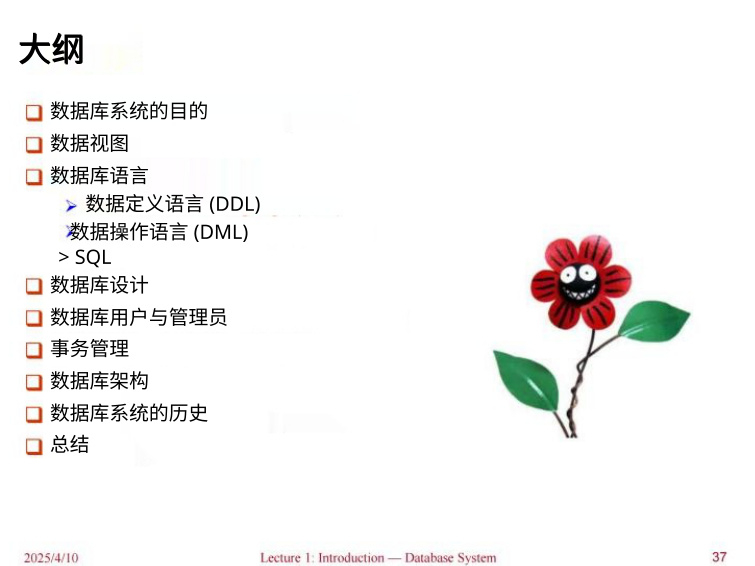 大纲
数据库系统的目的
数据视图
数据库语言
数据定义语言 (DDL)
数据操作语言 (DML)
> SQL
数据库设计
数据库用户与管理员
事务管理
数据库架构
数据库系统的历史
总结
2025/4/10
Lecture 1: Introduction — Database System
37